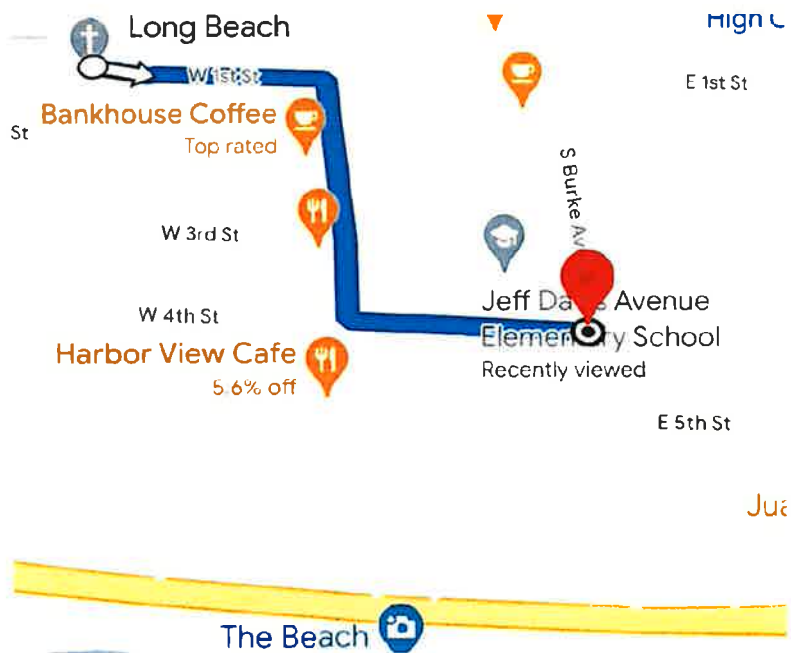 Long Beach
High C
W 1st St
E 1st St
Bankhouse Coffee
Top rated
St
S Burke Av
W 3rd St
W 4th St
Jeff Da s Avenue
Elemen ry School
Recently viewed
Harbor View Cafe
5.6% off
E 5th St
Jua
The Beach